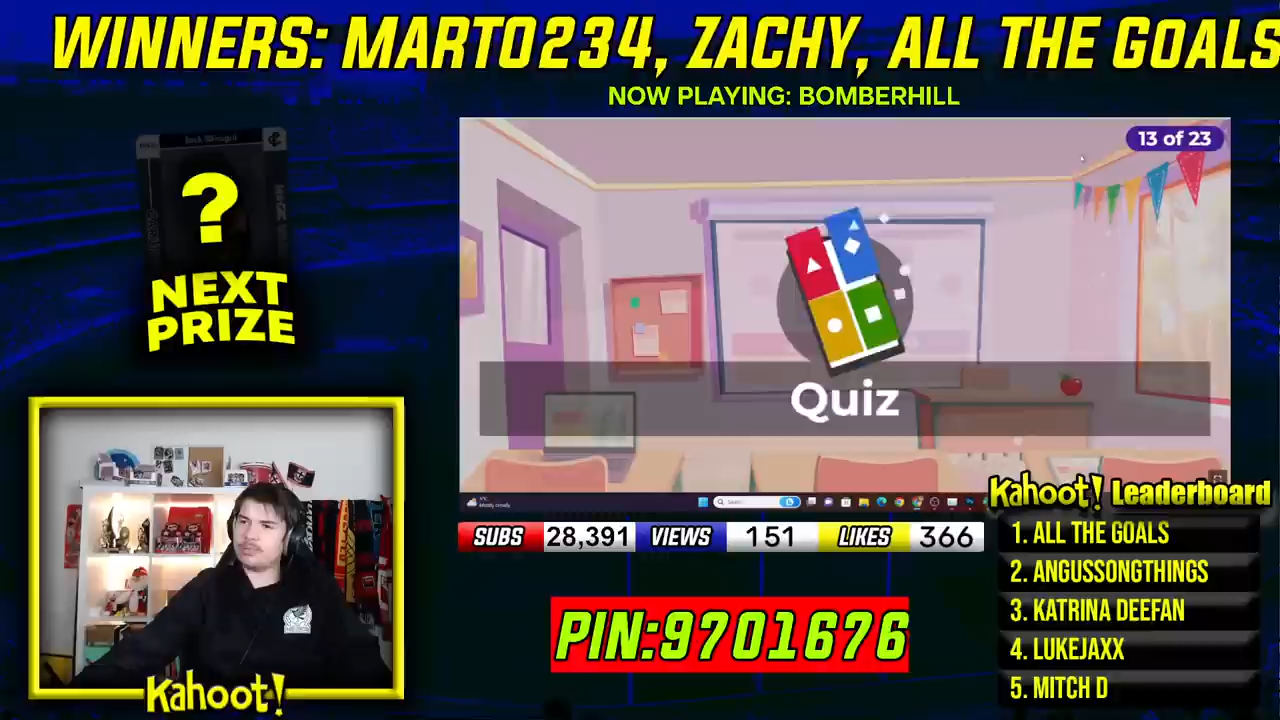 WINNERS: MARTO234, ZACHY, ALL THE GOALS
NOW PLAYING: BOMBERHILL
13 of 23
?
NEXT
PRIZE
Quiz
Search
Kahoot! Leaderboard
SUBS 28,391 VIEWS 151 LIKES 366
1. ALL THE GOALS
2. ANGUSSONGTHINGS
3. KATRINA DEEFAN
4. LUKEJAXX
5. MITCH D
PIN:9701676
Kahoot!